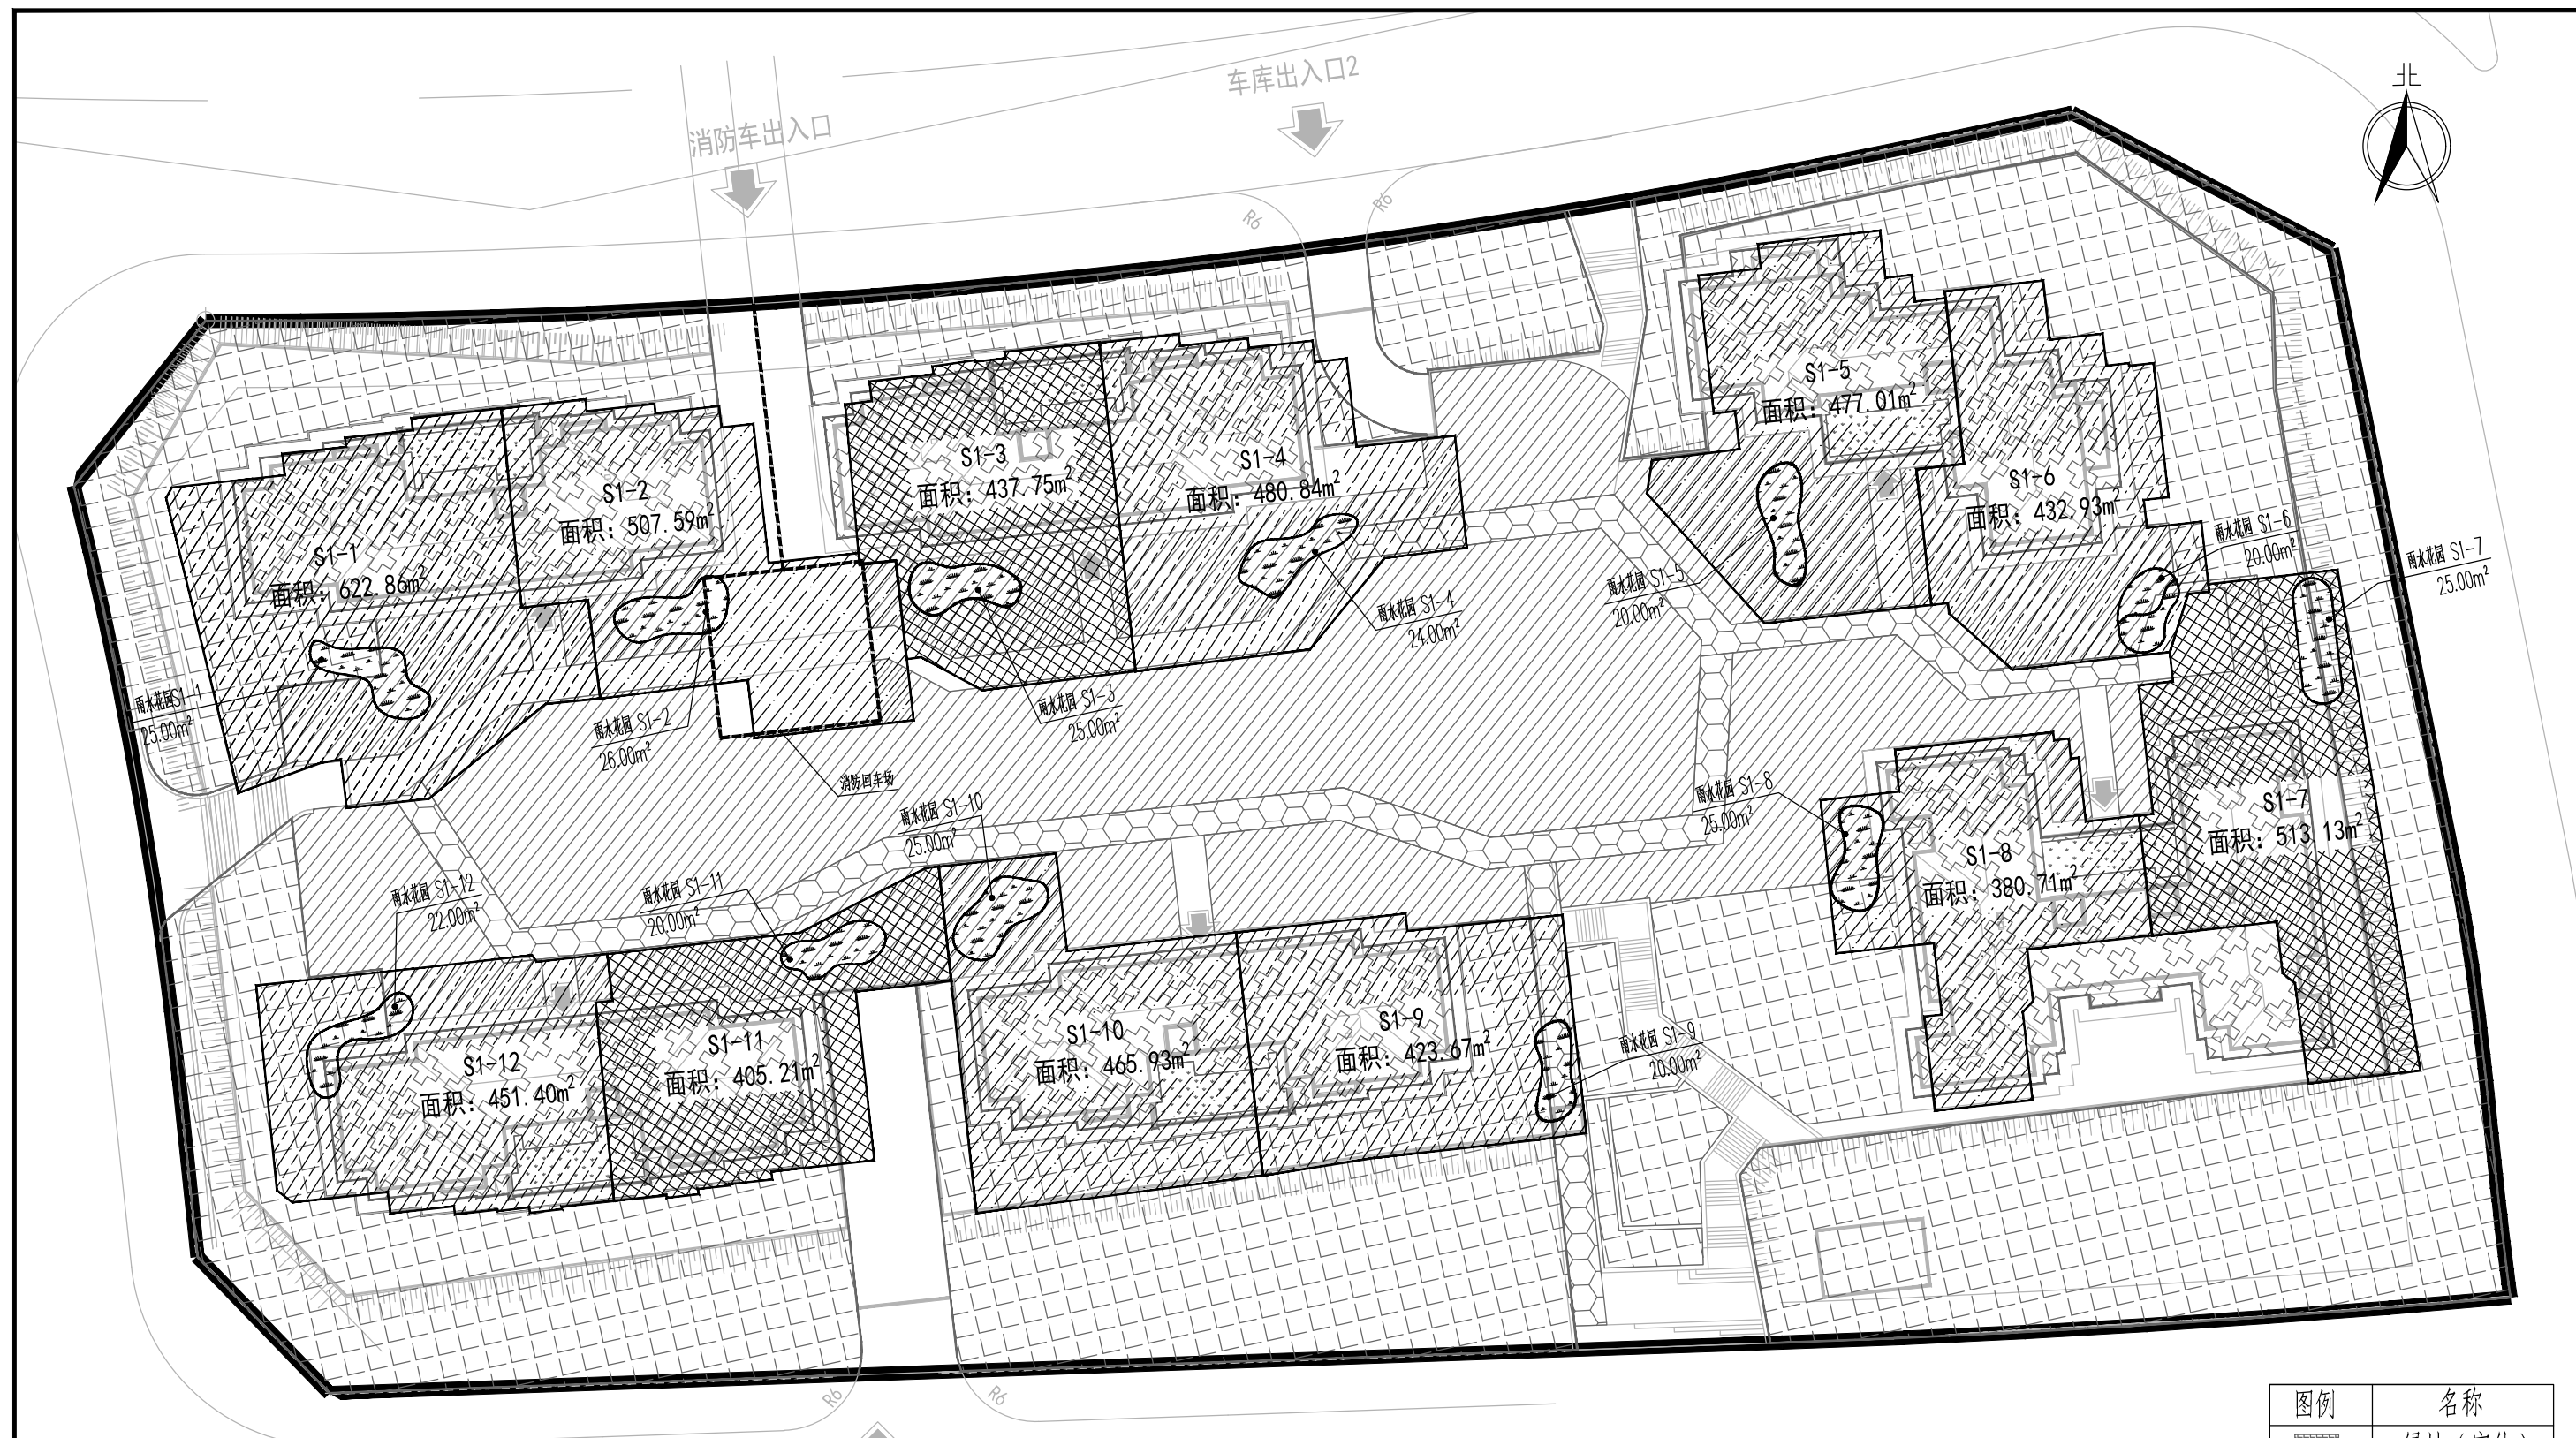 车库出入口2
北
消防车出入口
R6
R6
S1-5
面积：477.01m²
S1-3
面积：437.75m²
S1-4
面积：480.84m²
S1-6
面积：432.93m²
S1-2
面积：507.59m²
S1-1
面积：622.86m²
雨水花园 S1-6
20.00m²
雨水花园 S1-7
25.00m²
雨水花园 S1-5
20.00m²
雨水花园 S1-4
24.00m²
雨水花园S1-1
25.00m²
雨水花园 S1-2
26.00m²
雨水花园 S1-3
25.00m²
消防回车场
雨水花园 S1-8
25.00m²
雨水花园 S1-10
25.00m²
S1-7
面积：513.13m²
S1-8
面积：380.71m²
雨水花园 S1-12
22.00m²
雨水花园 S1-11
20.00m²
S1-9
面积：423.67m²
S1-10
面积：465.93m²
雨水花园 S1-9
20.00m²
S1-11
面积：405.21m²
S1-12
面积：451.40m²
R6
R6
图例 名称